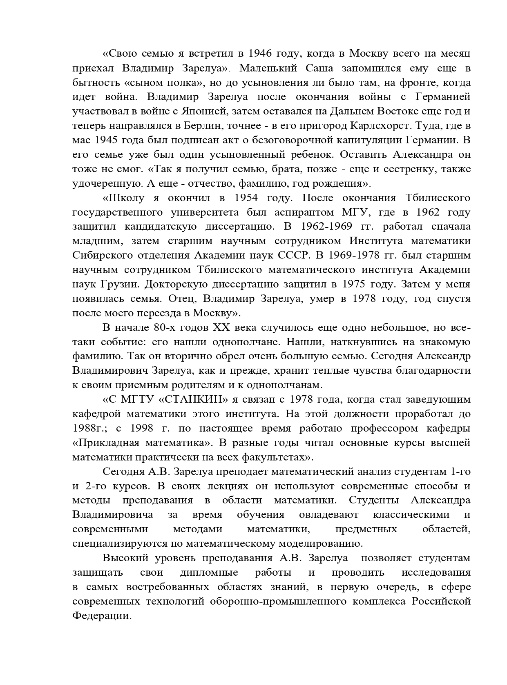 «Свою семью я встретил в 1946 году, когда в Москву всего на месяц
приехал Владимир Зарелуа». Маленький Саша запомнился ему еще в
бытность «сыном полка», но до усыновления ли было там, на фронте, когда
идет война. Владимир Зарелуа после окончания войны с Германией
участвовал в войне с Японией, затем оставался на Дальнем Востоке еще год и
теперь направлялся в Берлин, точнее - в его пригород Карлсхорст. Туда, где в
мае 1945 года был подписан акт о безоговорочной капитуляции Германии. В
его семье уже был один усыновленный ребенок. Оставить Александра он
тоже не смог. «Так я получил семью, брата, позже - еще и сестренку, также
удочеренную. А еще - отчество, фамилию, год рождения».
«Школу я окончил в 1954 году. После окончания Тбилисского
государственного университета был аспирантом МГУ, где в 1962 году
защитил кандидатскую диссертацию. В 1962-1969 гг. работал сначала
младшим, затем старшим научным сотрудником Института математики
Сибирского отделения Академии наук СССР. В 1969-1978 гг. был старшим
научным сотрудником Тбилисского математического института Академии
наук Грузии. Докторскую диссертацию защитил в 1975 году. Затем у меня
появилась семья. Отец, Владимир Зарелуа, умер в 1978 году, год спустя
после моего переезда в Москву».
В начале 80-х годов XX века случилось еще одно небольшое, но все-
таки событие: его нашли однополчане. Нашли, наткнувшись на знакомую
фамилию. Так он вторично обрел очень большую семью. Сегодня Александр
Владимирович Зарелуа, как и прежде, хранит теплые чувства благодарности
к своим приемным родителям и к однополчанам.
«С МГТУ «СТАНКИН» я связан с 1978 года, когда стал заведующим
кафедрой математики этого института. На этой должности проработал до
1988г.; с 1998 г. по настоящее время работаю профессором кафедры
«Прикладная математика». В разные годы читал основные курсы высшей
математики практически на всех факультетах».
Сегодня А.В. Зарелуа преподает математический анализ студентам 1-го
и 2-го курсов. В своих лекциях он используют современные способы и
методы преподавания в области математики. Студенты Александра
Владимировича за время обучения овладевают классическими и
современными методами математики, предметных областей,
специализируются по математическому моделированию.
Высокий уровень преподавания А.В. Зарелуа позволяет студентам
защищать свои дипломные работы и проводить исследования
в самых востребованных областях знаний, в первую очередь, в сфере
современных технологий оборонно-промышленного комплекса Российской
Федерации.